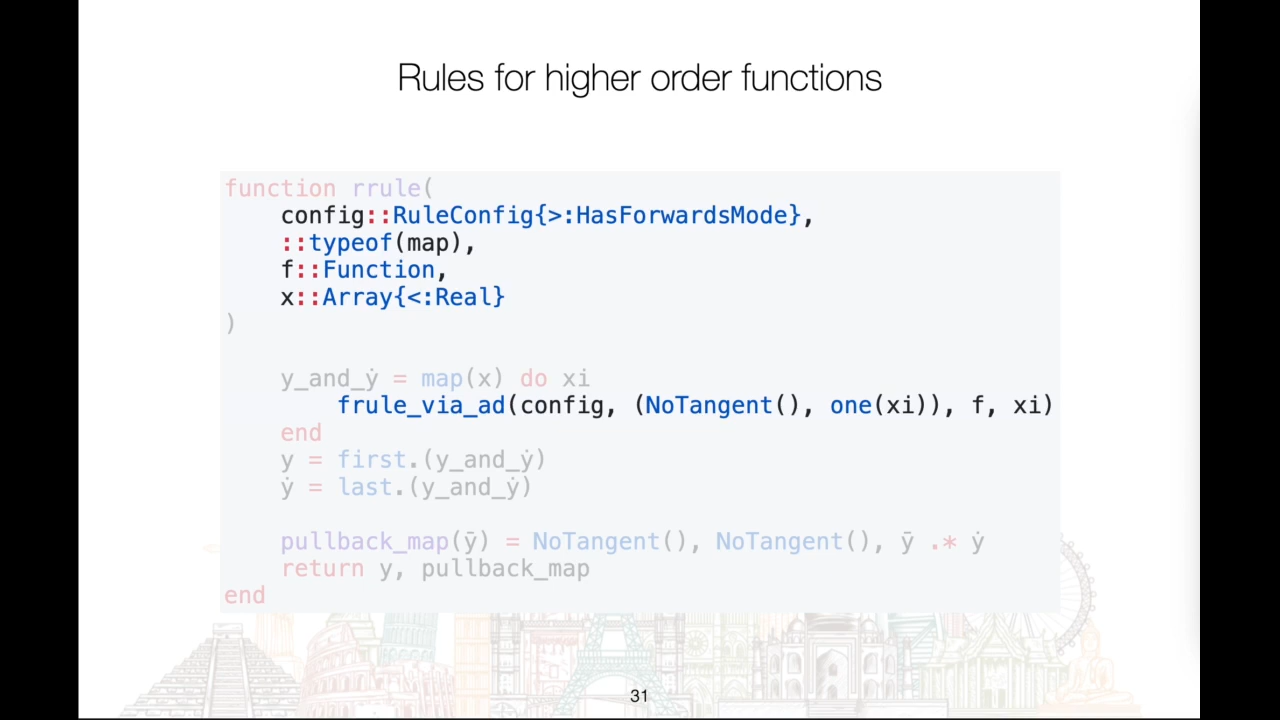 Rules for higher order functions
function rrule(
    config::RuleConfig{>:HasForwardsMode},
    ::typeof(map),
    f::Function,
    x::Array{<:Real}
)
    y_and_ẏ = map(x) do xi
        frule_via_ad(config, (NoTangent(), one(xi)), f, xi)
    end
    y = first.(y_and_ẏ)
    ẏ = last.(y_and_ẏ)
    pullback_map(ȳ) = NoTangent(), NoTangent(), ȳ .* ẏ
    return y, pullback_map
end
31